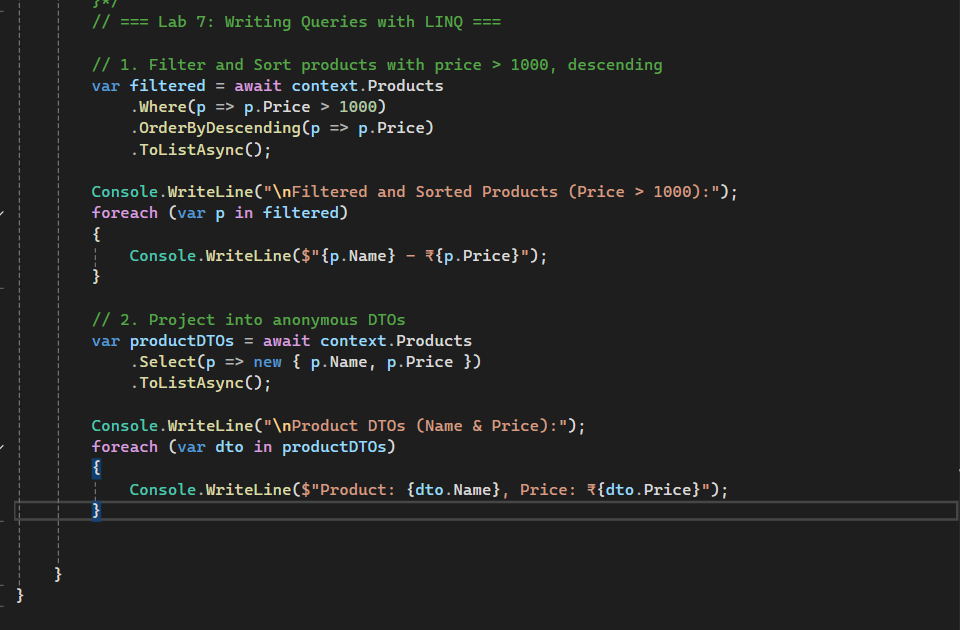 }*/
// === Lab 7: Writing Queries with LINQ ===
// 1. Filter and Sort products with price > 1000, descending
var filtered = await context.Products
.Where(p => p.Price > 1000)
.OrderByDescending(p => p.Price)
.ToListAsync();
Console.WriteLine("\nFiltered and Sorted Products (Price > 1000):");
foreach (var p in filtered)
{
Console.WriteLine($"{p.Name} - ₹{p.Price}");
}
// 2. Project into anonymous DTOs
var productDTOs = await context.Products
.Select(p => new { p.Name, p.Price })
.ToListAsync();
Console.WriteLine("\nProduct DTOs (Name & Price):");
foreach (var dto in productDTOs)
{
Console.WriteLine($"Product: {dto.Name}, Price: ₹{dto.Price}");
}
}
}